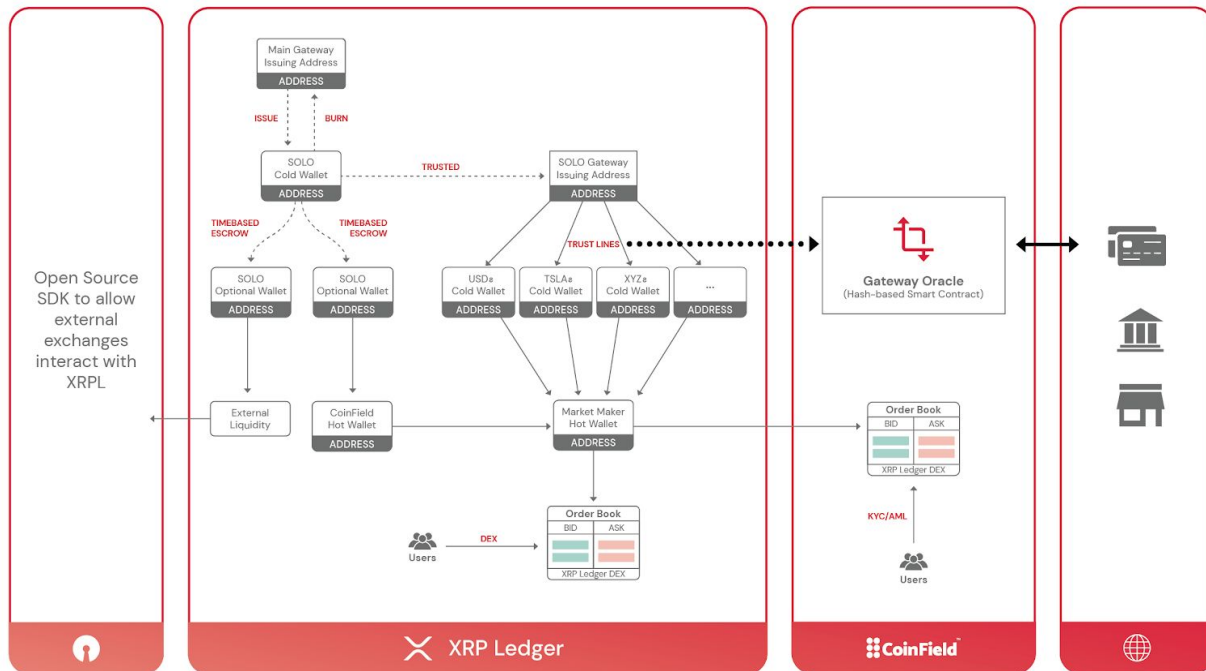 Open Source
SDK to allow
external
exchanges
interact with
XRPL
Main Gateway
Issuing Address
ADDRESS
ISSUE
BURN
SOLO
Cold Wallet
ADDRESS
TRUSTED
SOLO Gateway
Issuing Address
ADDRESS
TIMEBASED
ESCROW
TIMEBASED
ESCROW
TRUST LINES
SOLO
Optional Wallet
ADDRESS
SOLO
Optional Wallet
ADDRESS
USDs
Cold Wallet
ADDRESS
TSLAs
Cold Wallet
ADDRESS
XYZs
Cold Wallet
ADDRESS
...
ADDRESS
External
Liquidity
CoinField
Hot Wallet
ADDRESS
Market Maker
Hot Wallet
ADDRESS
Users
DEX
Order Book
BID ASK
XRP Ledger DEX
XRP Ledger
Gateway Oracle
(Hash-based Smart Contract)
Order Book
BID ASK
XRP Ledger DEX
KYC/AML
Users
CoinField™